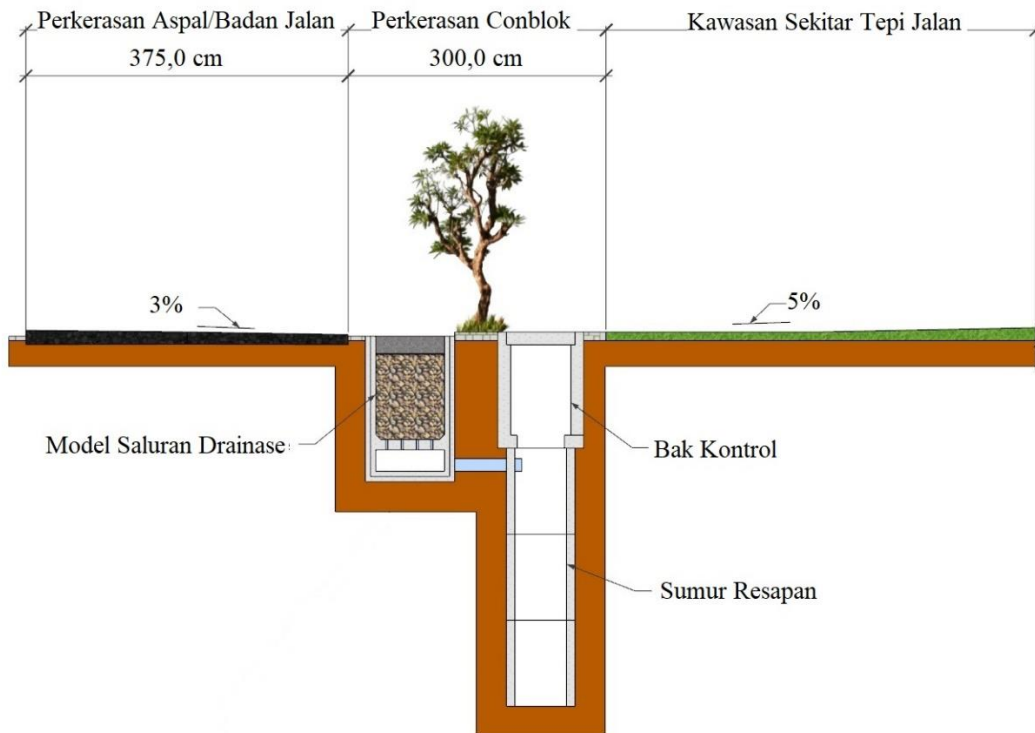 Perkerasan Aspal/Badan Jalan
Perkerasan Conblok
Kawasan Sekitar Tepi Jalan
375,0 cm
300,0 cm
3%
5%
Model Saluran Drainase
Bak Kontrol
Sumur Resapan